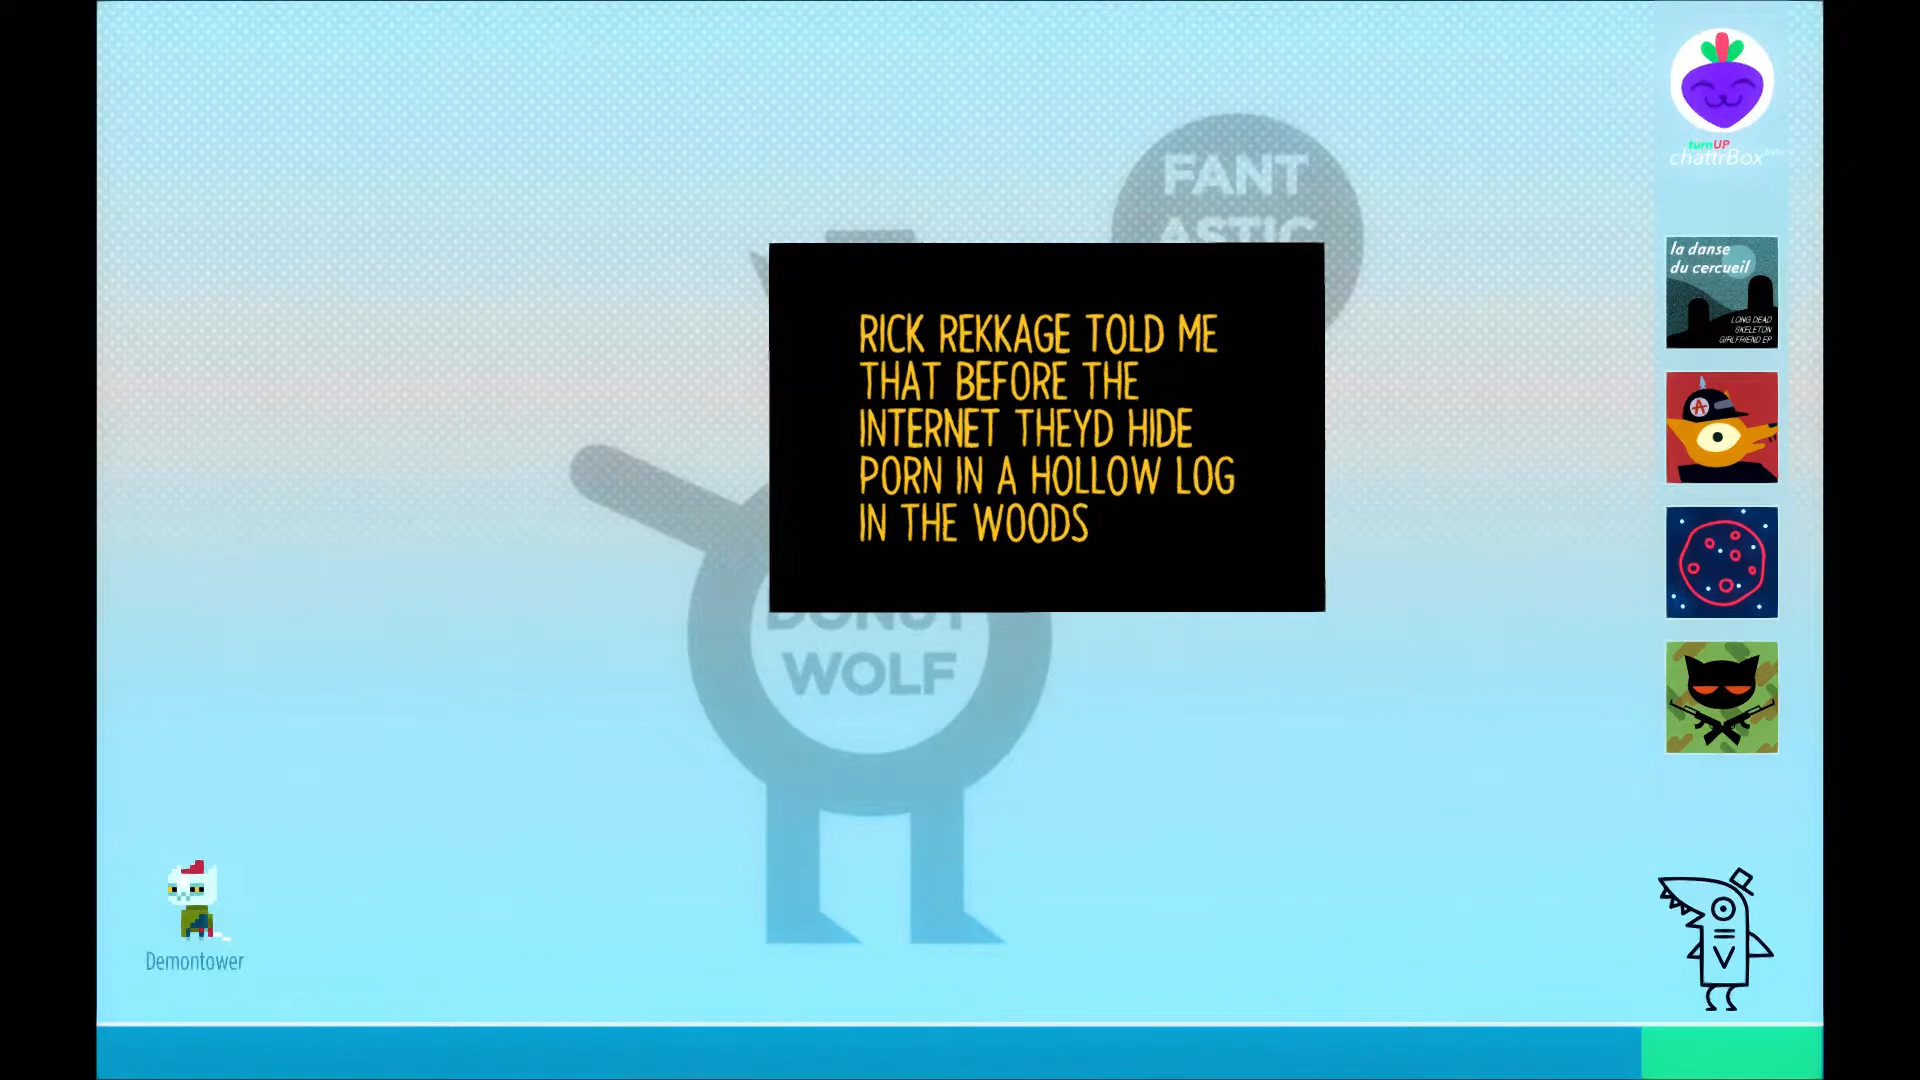 FANT
ASTIC
turnUP
chattrBox
la danse
du cercueil
LONG DEAD
SKELETON
GIRLFRIEND EP
RICK REKKAGE TOLD ME
THAT BEFORE THE
INTERNET THEYD HIDE
PORN IN A HOLLOW LOG
IN THE WOODS
DONUT
WOLF
Demontower